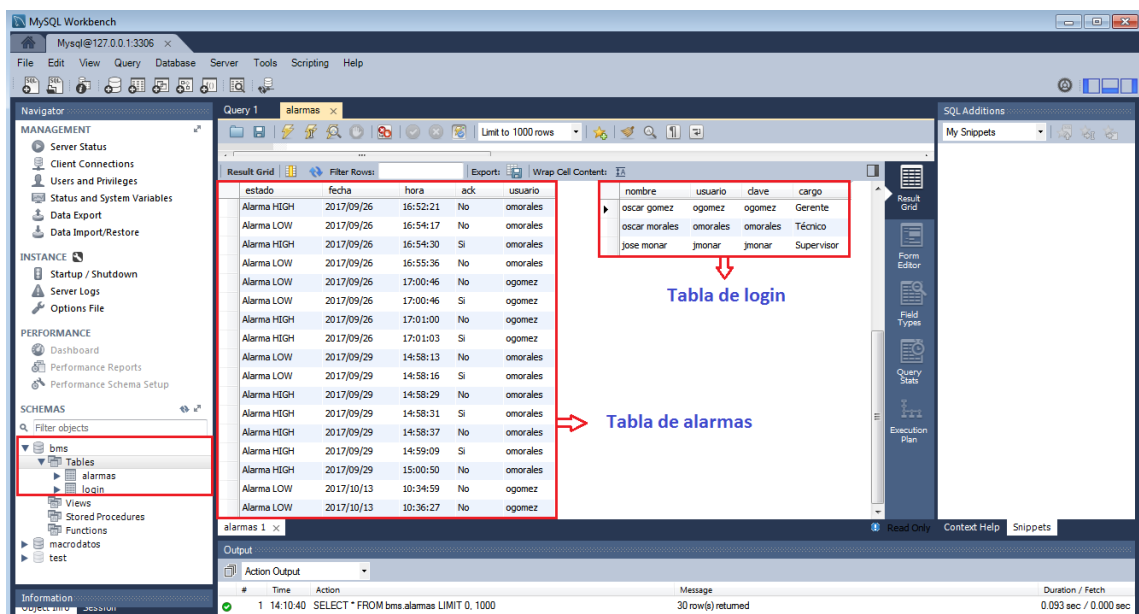 MySQL Workbench
Mysql@127.0.0.1:3306
File Edit View Query Database Server Tools Scripting Help
Navigator
MANAGEMENT
Server Status
Client Connections
Users and Privileges
Status and System Variables
Data Export
Data Import/Restore
INSTANCE
Startup / Shutdown
Server Logs
Options File
PERFORMANCE
Dashboard
Performance Reports
Performance Schema Setup
SCHEMAS
Filter objects
bms
Tables
alarmas
login
Views
Stored Procedures
Functions
macrodatos
test
Information
Object Info Session
Query 1 alarmas
Limit to 1000 rows
Result Grid Filter Rows: Export: Wrap Cell Content:
estado fecha hora ack usuario
Alarma HIGH 2017/09/26 16:52:21 No omorales
Alarma LOW 2017/09/26 16:54:17 No omorales
Alarma HIGH 2017/09/26 16:54:30 Si omorales
Alarma LOW 2017/09/26 16:55:36 No omorales
Alarma LOW 2017/09/26 17:00:46 No ogomez
Alarma LOW 2017/09/26 17:00:46 Si ogomez
Alarma HIGH 2017/09/26 17:01:00 No ogomez
Alarma HIGH 2017/09/26 17:01:03 Si ogomez
Alarma LOW 2017/09/29 14:58:13 No omorales
Alarma LOW 2017/09/29 14:58:16 Si omorales
Alarma HIGH 2017/09/29 14:58:29 No omorales
Alarma HIGH 2017/09/29 14:58:31 Si omorales
Alarma HIGH 2017/09/29 14:58:37 No omorales
Alarma HIGH 2017/09/29 14:59:09 Si omorales
Alarma HIGH 2017/09/29 15:00:50 No omorales
Alarma LOW 2017/10/13 10:34:59 No ogomez
Alarma LOW 2017/10/13 10:36:27 No ogomez
nombre usuario clave cargo
oscar gomez ogomez ogomez Gerente
oscar morales omorales omorales Técnico
jose monar jmonar jmonar Supervisor
Tabla de login
Tabla de alarmas
Result Grid
Form Editor
Field Types
Query Stats
Execution Plan
alarmas 1
Read Only
SQL Additions
My Snippets
Context Help Snippets
Output
Action Output
# Time Action Message Duration / Fetch
1 14:10:40 SELECT * FROM bms.alarmas LIMIT 0, 1000 30 row(s) returned 0.093 sec / 0.000 sec